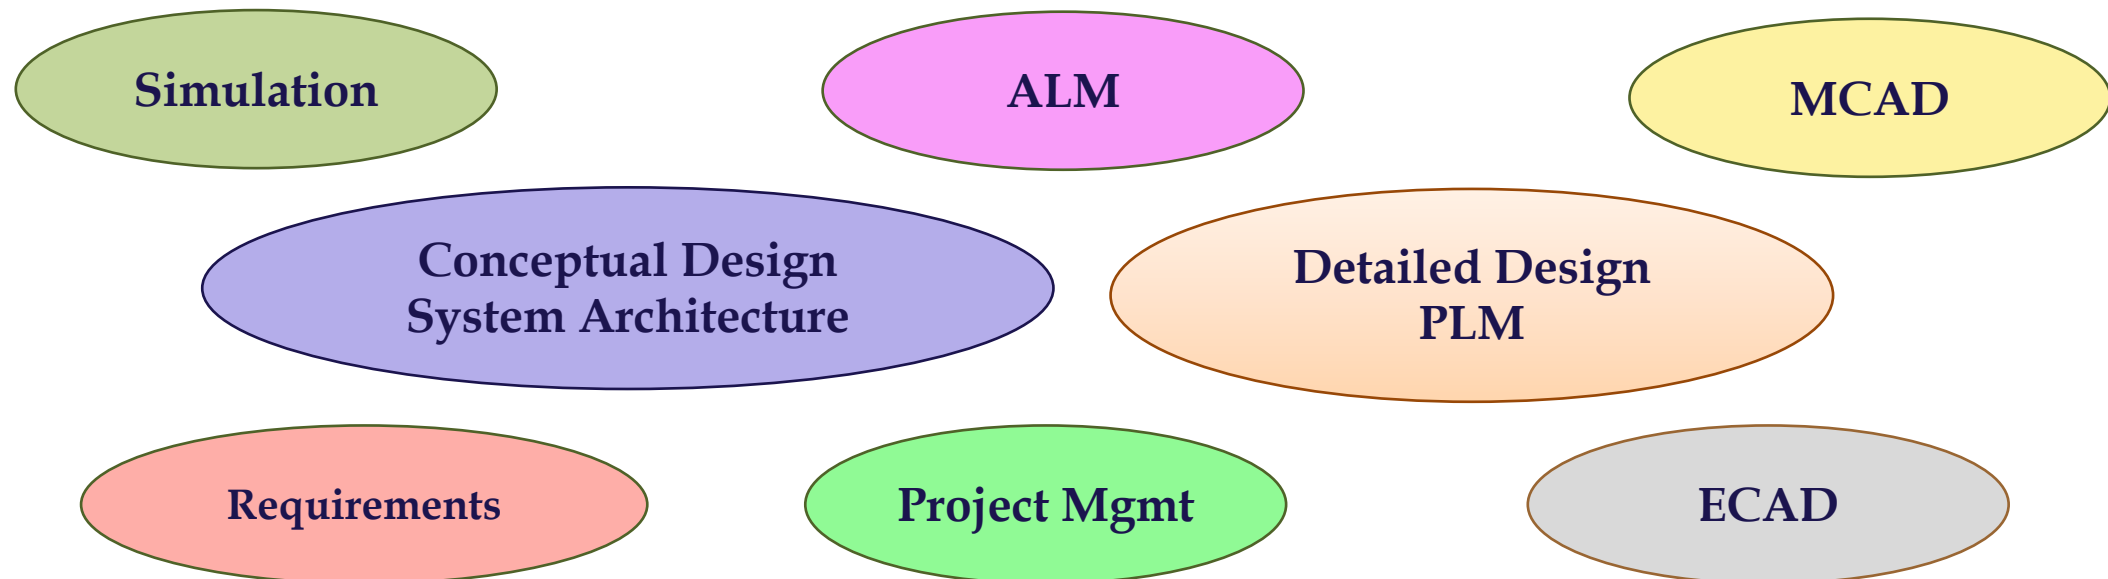 Simulation
ALM
MCAD
Conceptual Design
System Architecture
Detailed Design
PLM
Requirements
Project Mgmt
ECAD